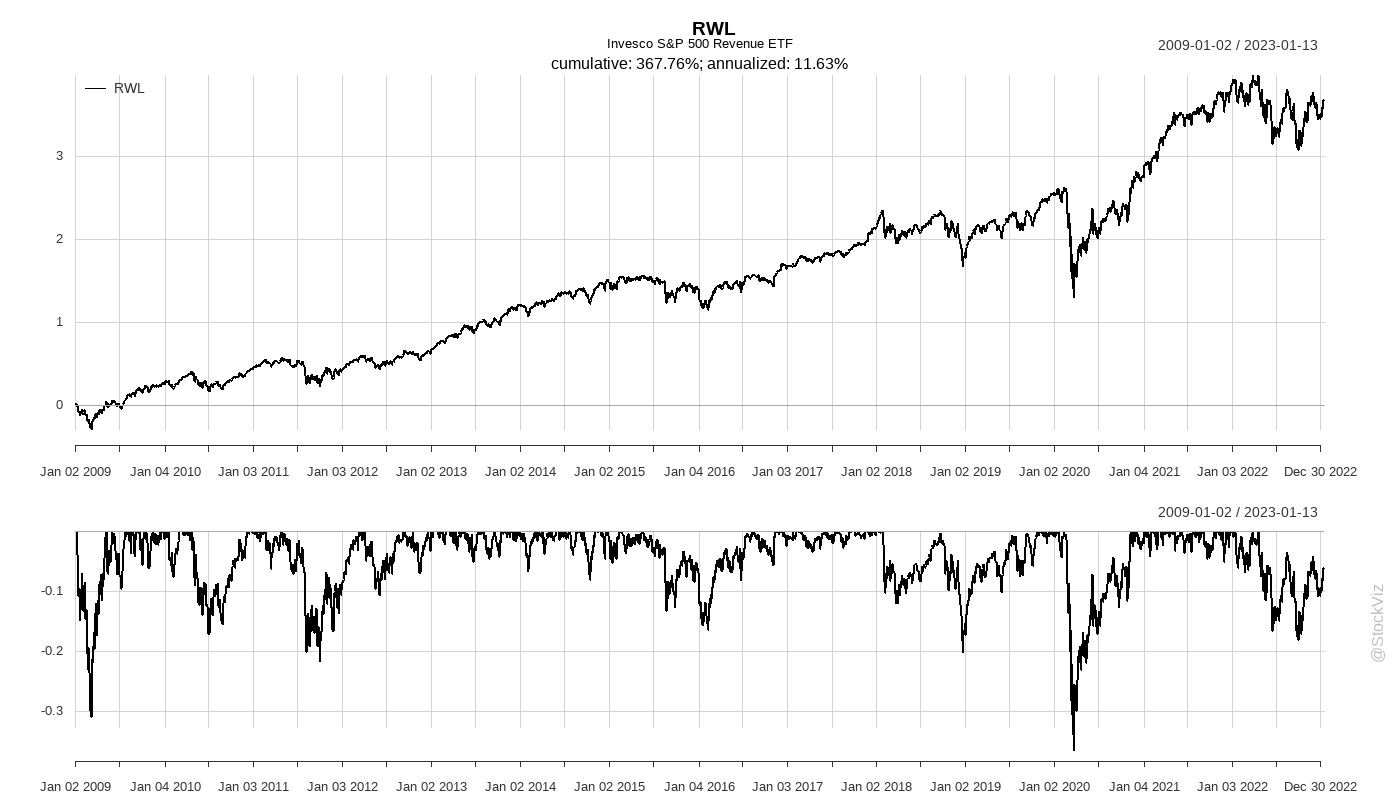 RWL
Invesco S&P 500 Revenue ETF
2009-01-02 / 2023-01-13
cumulative: 367.76%; annualized: 11.63%
RWL
3
2
1
0
Jan 02 2009 Jan 04 2010 Jan 03 2011 Jan 03 2012 Jan 02 2013 Jan 02 2014 Jan 02 2015 Jan 04 2016 Jan 03 2017 Jan 02 2018 Jan 02 2019 Jan 02 2020 Jan 04 2021 Jan 03 2022 Dec 30 2022
2009-01-02 / 2023-01-13
-0.1
-0.2
-0.3
Jan 02 2009 Jan 04 2010 Jan 03 2011 Jan 03 2012 Jan 02 2013 Jan 02 2014 Jan 02 2015 Jan 04 2016 Jan 03 2017 Jan 02 2018 Jan 02 2019 Jan 02 2020 Jan 04 2021 Jan 03 2022 Dec 30 2022
@StockViz